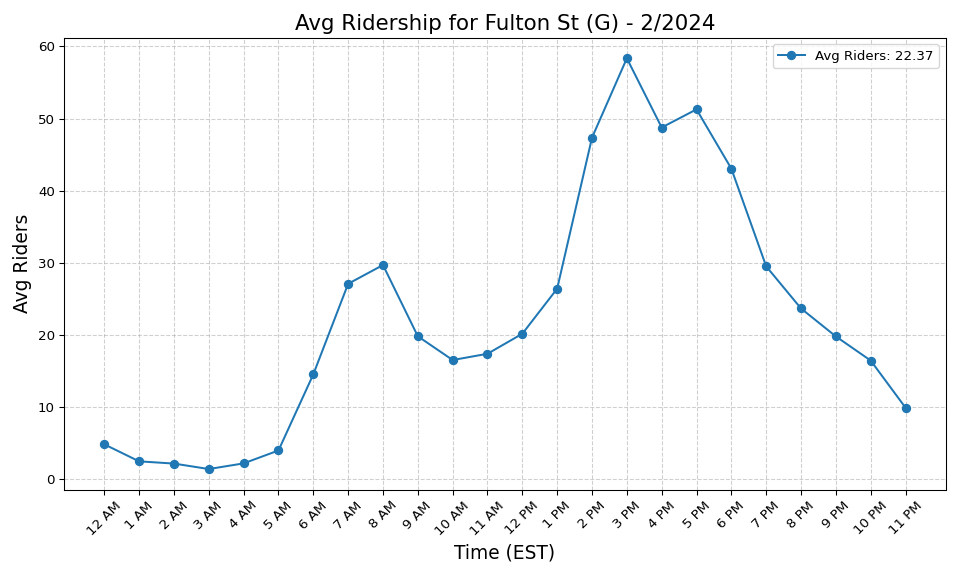 Avg Ridership for Fulton St (G) - 2/2024
Avg Riders: 22.37
Avg Riders
60
50
40
30
20
10
0
12 AM
1 AM
2 AM
3 AM
4 AM
5 AM
6 AM
7 AM
8 AM
9 AM
10 AM
11 AM
12 PM
1 PM
2 PM
3 PM
4 PM
5 PM
6 PM
7 PM
8 PM
9 PM
10 PM
11 PM
Time (EST)